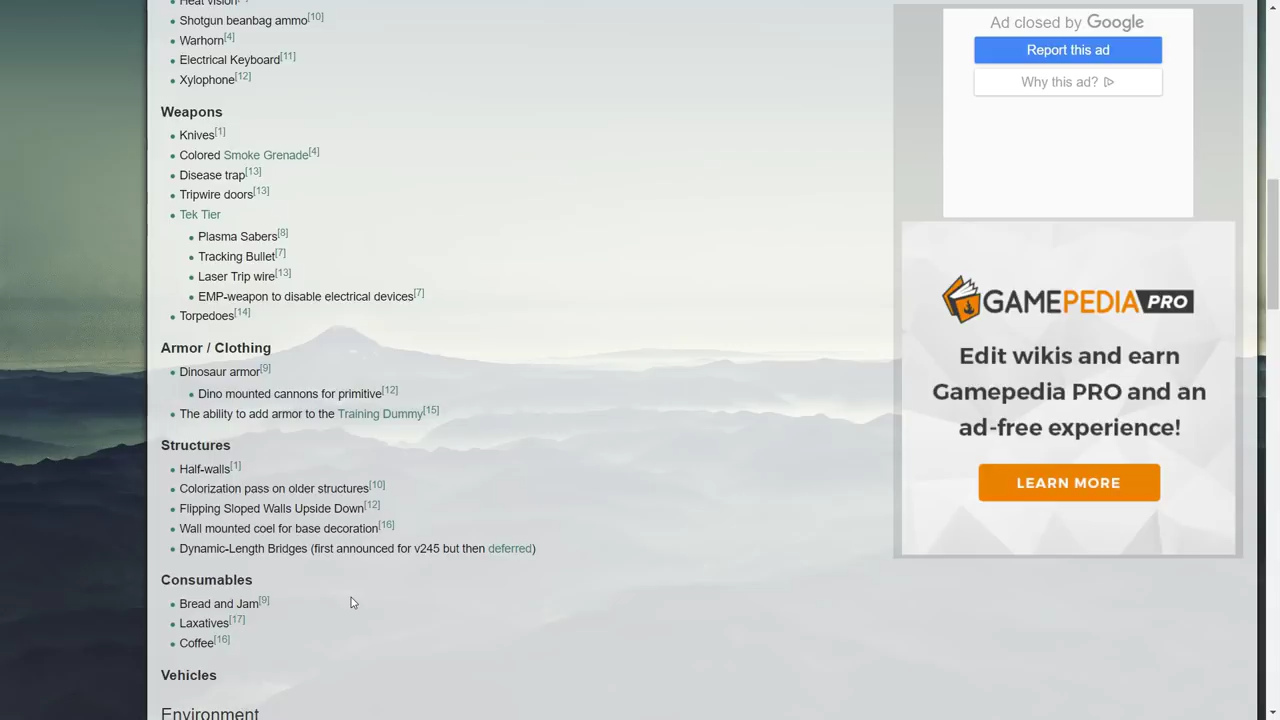 Heat vision
Shotgun beanbag ammo[10]
Warhorn[4]
Electrical Keyboard[11]
Xylophone[12]
Weapons
Knives[1]
Colored Smoke Grenade[4]
Disease trap[13]
Tripwire doors[13]
Tek Tier
Plasma Sabers[8]
Tracking Bullet[7]
Laser Trip wire[13]
EMP-weapon to disable electrical devices[7]
Torpedoes[14]
Armor / Clothing
Dinosaur armor[9]
Dino mounted cannons for primitive[12]
The ability to add armor to the Training Dummy[15]
Structures
Half-walls[1]
Colorization pass on older structures[10]
Flipping Sloped Walls Upside Down[12]
Wall mounted coel for base decoration[16]
Dynamic-Length Bridges (first announced for v245 but then deferred)
Consumables
Bread and Jam[9]
Laxatives[17]
Coffee[16]
Vehicles
Environment
Ad closed by Google
Report this ad
Why this ad?
GAMEPEDIA PRO
Edit wikis and earn
Gamepedia PRO and an
ad-free experience!
LEARN MORE